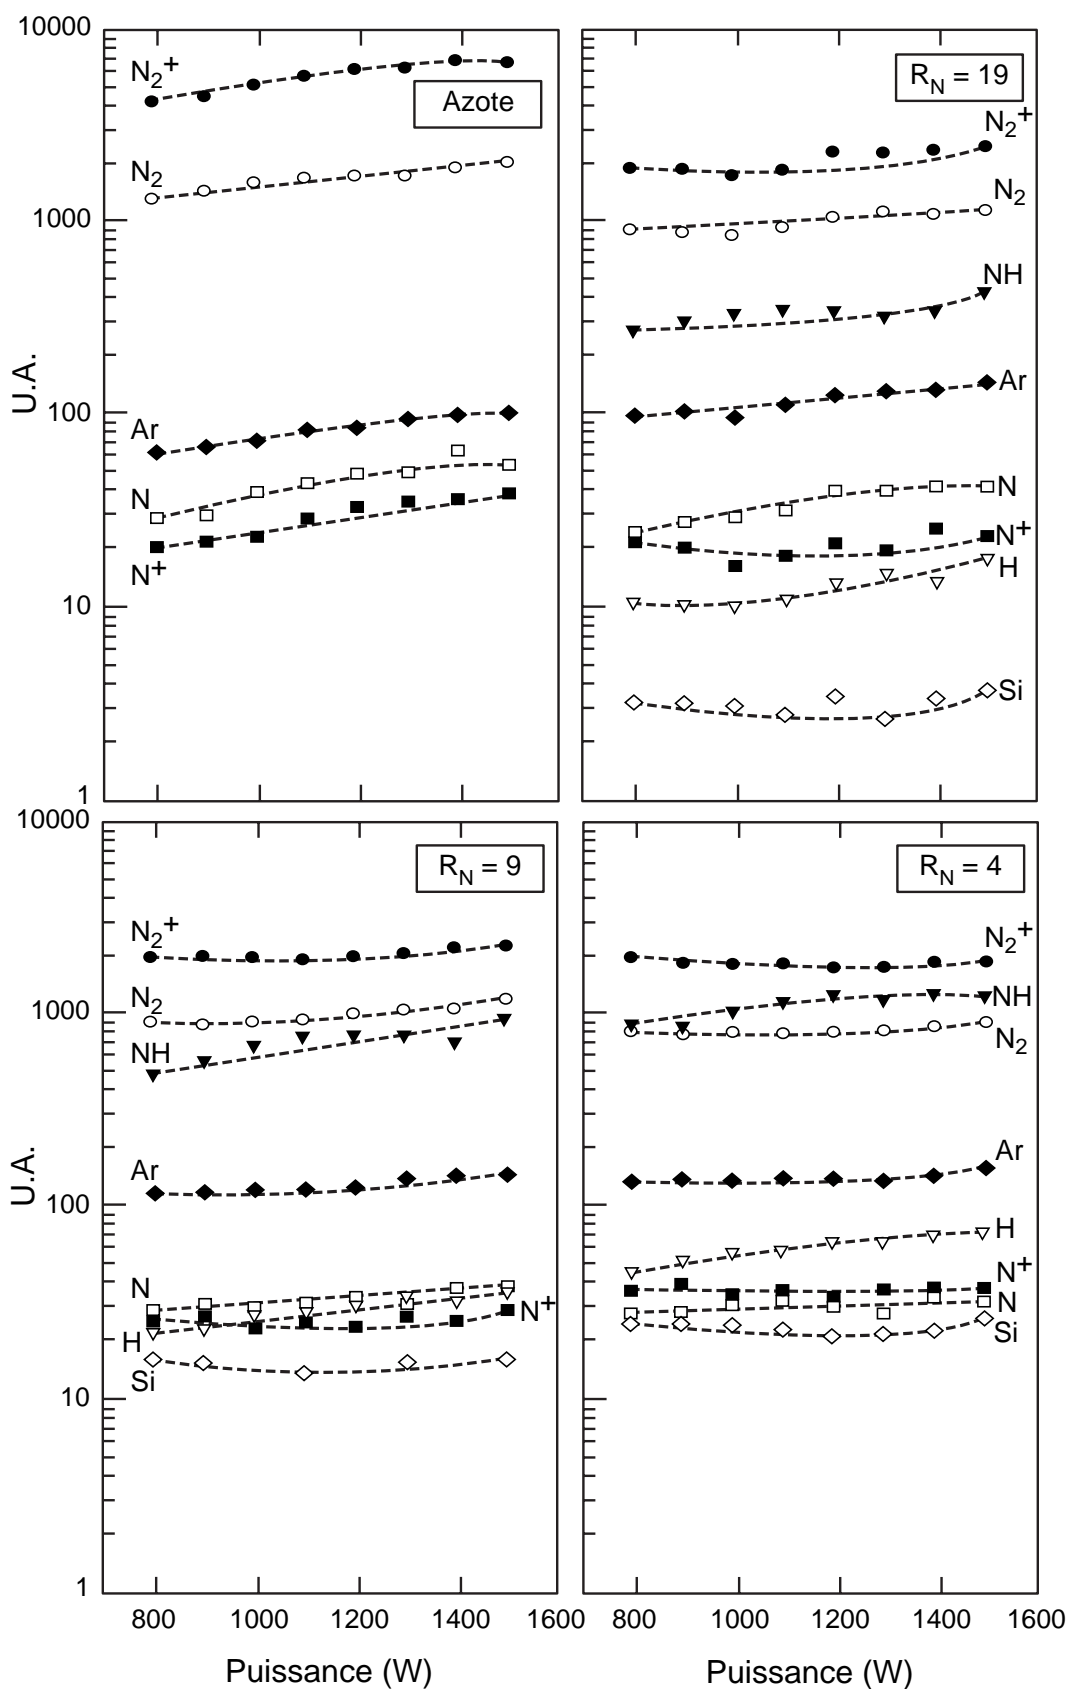 10000
1000
100
10
1
U.A.
N₂⁺
Azote
N₂
Ar
N
N⁺
R_N = 19
N₂⁺
N₂
NH
Ar
N
N⁺
H
Si
10000
1000
100
10
1
U.A.
R_N = 9
N₂⁺
N₂
NH
Ar
N
N⁺
H
Si
800 1000 1200 1400 1600
Puissance (W)
R_N = 4
N₂⁺
NH
N₂
Ar
H
N⁺
N
Si
800 1000 1200 1400 1600
Puissance (W)